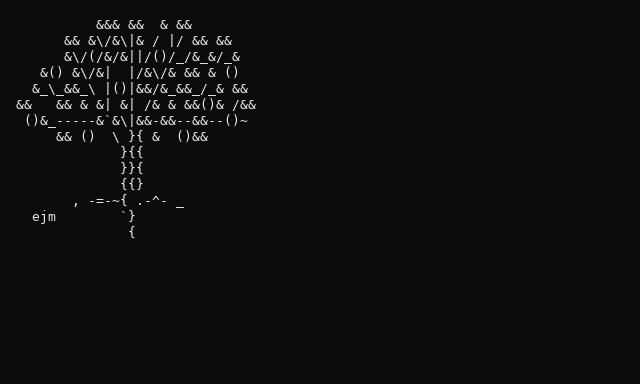 &&& &&  & &&
      && &\/&\|& / |/ && &&
      &\/(/&/&||/()/_/&_&/_&
   &() &\/&|  |/&\/& && & ()
  &_\_&&_\ |()|&&/&_&&_/_& &&
&&   && & &| &| /& & &&()& /&&
 ()&_-----&`&\|&&-&&--&&--()~
     && ()  \ }{ &  ()&&
             }{{
             }}{
             {{}
       , -=-~{ .-^- _
  ejm        `}
              {